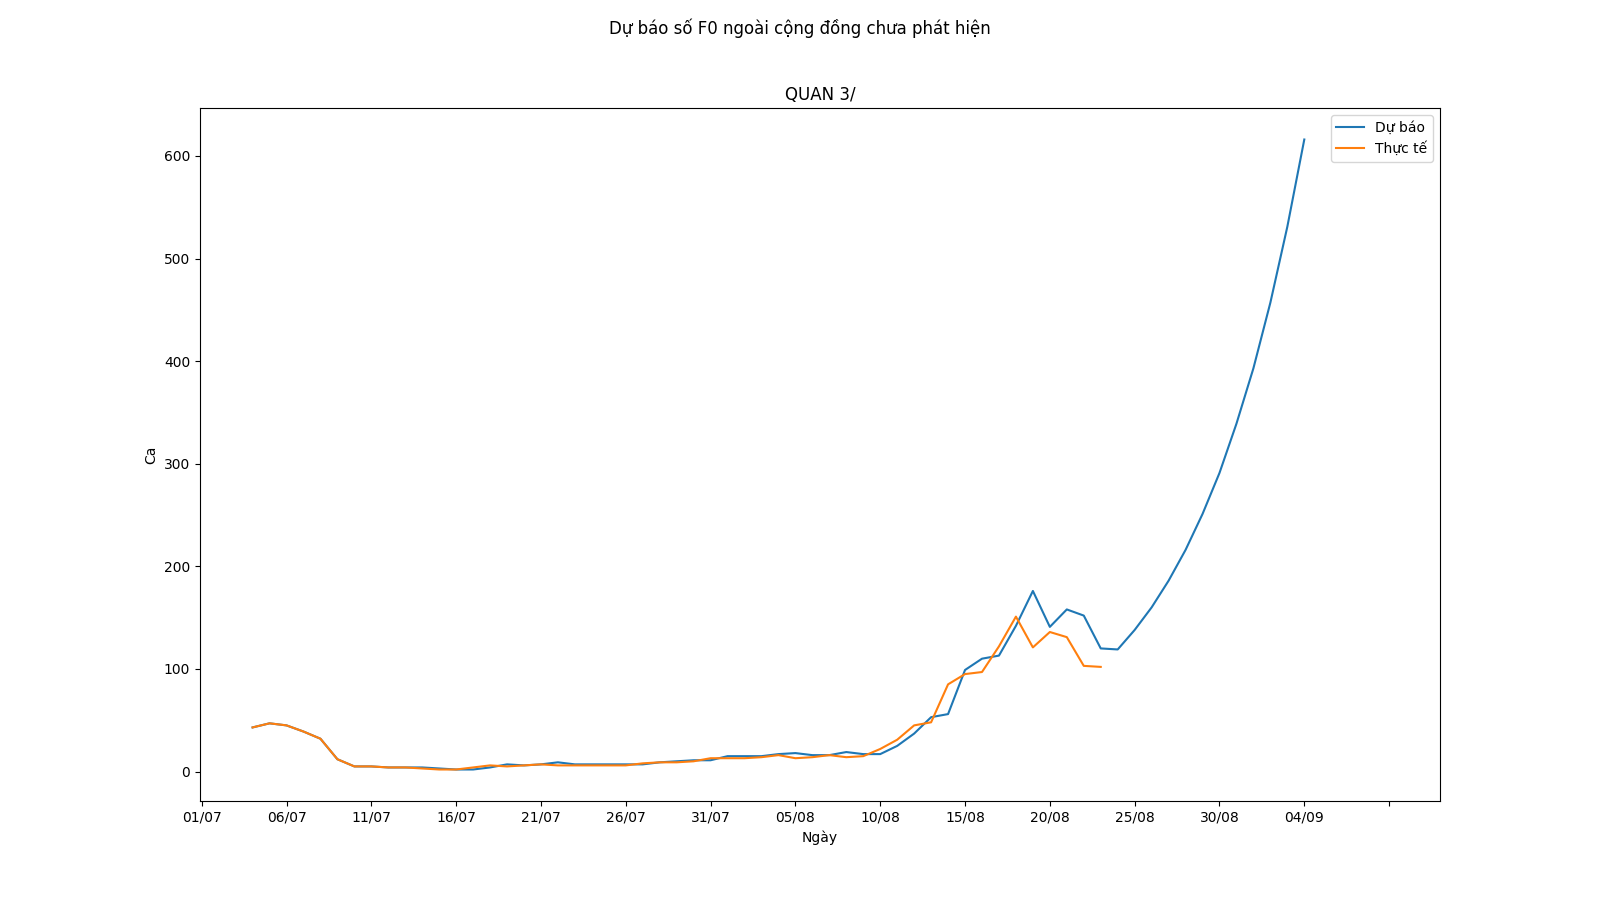 Dự báo số F0 ngoài cộng đồng chưa phát hiện
QUAN 3/
Dự báo
Thực tế
600
500
400
300
200
100
0
Ca
01/07 06/07 11/07 16/07 21/07 26/07 31/07 05/08 10/08 15/08 20/08 25/08 30/08 04/09
Ngày